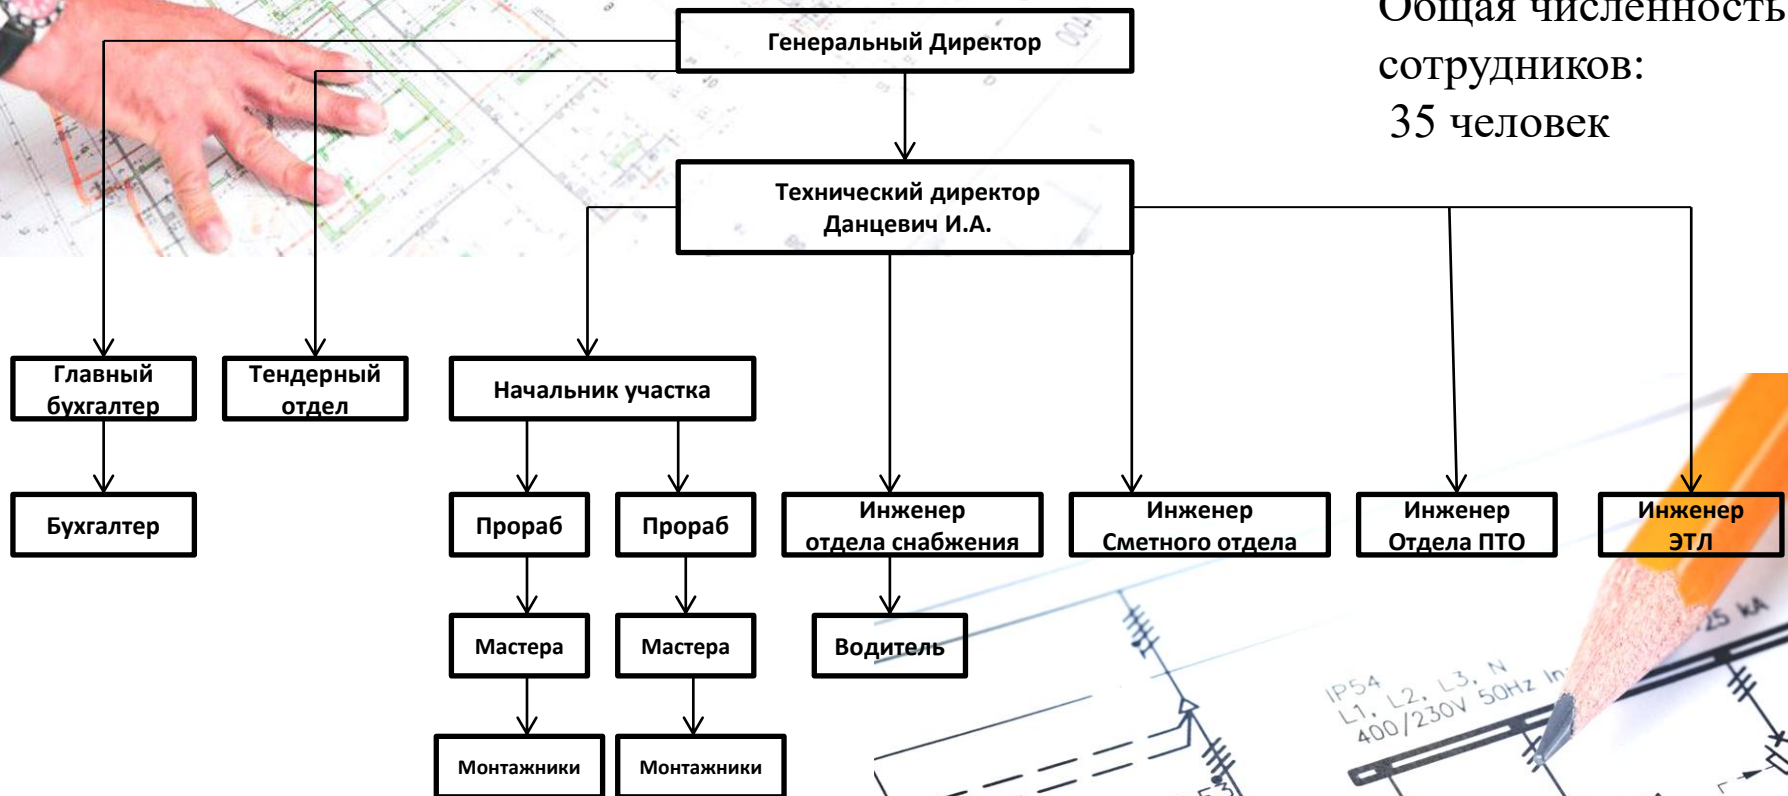 Общая численность
сотрудников:
35 человек
Генеральный Директор
Технический директор
Данцевич И.А.
Главный
бухгалтер
Тендерный
отдел
Начальник участка
Бухгалтер
Прораб
Прораб
Инженер
отдела снабжения
Инженер
Сметного отдела
Инженер
Отдела ПТО
Инженер
ЭТЛ
Мастера
Мастера
Водитель
Монтажники
Монтажники
IP54
L1, L2, L3, N
400/230V 50Hz
25 kA